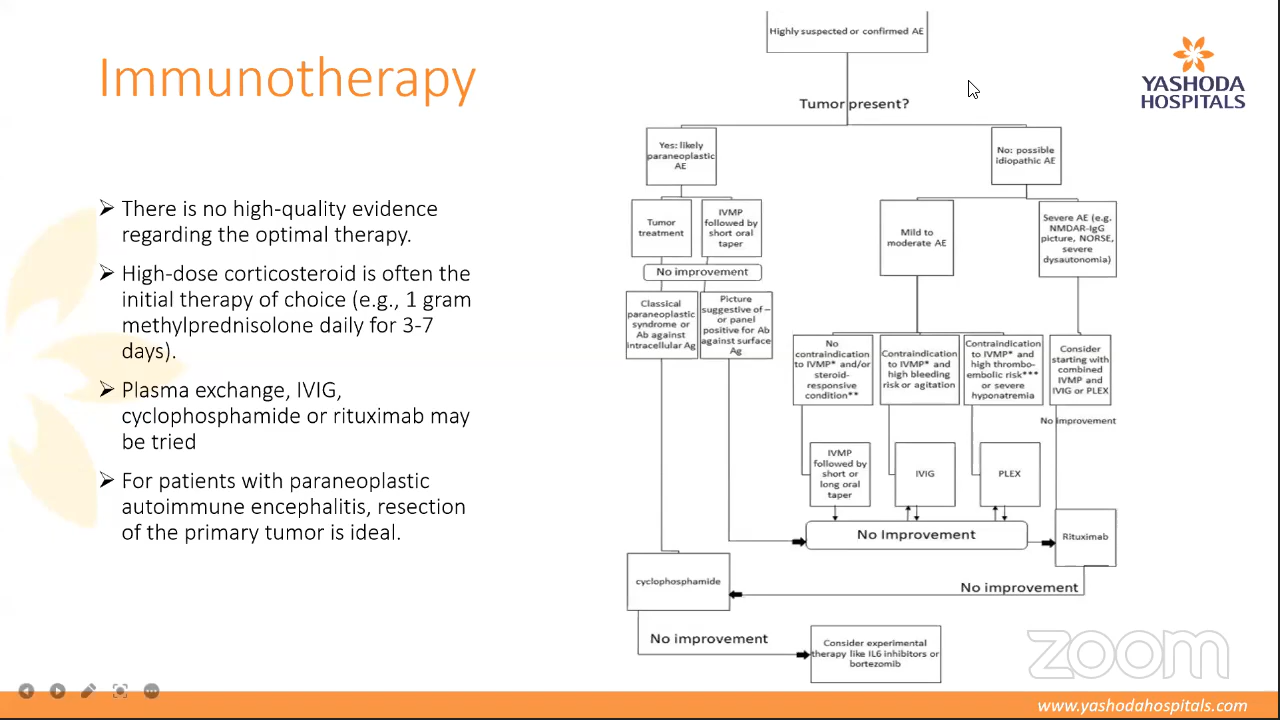 Immunotherapy
There is no high-quality evidence
regarding the optimal therapy.
High-dose corticosteroid is often the
initial therapy of choice (e.g., 1 gram
methylprednisolone daily for 3-7
days).
Plasma exchange, IVIG,
cyclophosphamide or rituximab may
be tried
For patients with paraneoplastic
autoimmune encephalitis, resection
of the primary tumor is ideal.
Highly suspected or confirmed AE
Tumor present?
Yes: likely
paraneoplastic
AE
No: possible
idiopathic AE
Tumor
treatment
IVMP
followed by
short oral
taper
Mild to
moderate AE
Severe AE (e.g.
NMDAR-IgG
picture, NORSE,
severe
dysautonomia)
No improvement
Classical
paraneoplastic
syndrome or
Ab against
intracellular Ag
Picture
suggestive of –
or panel
positive for Ab
against surface
Ag
No
contraindication
to IVMP* and/or
steroid-
responsive
condition**
Contraindication
to IVMP* and
high bleeding
risk or agitation
Contraindication
to IVMP* and
high thrombo-
embolic risk***
or severe
hyponatremia
Consider
starting with
combined
IVMP and
IVIG or PLEX
No Improvement
IVMP
followed by
short or
long oral
taper
IVIG
PLEX
No Improvement
Rituximab
cyclophosphamide
No improvement
No improvement
Consider experimental
therapy like IL6 inhibitors or
bortezomib
YASHODA
HOSPITALS
zoom
www.yashodahospitals.com